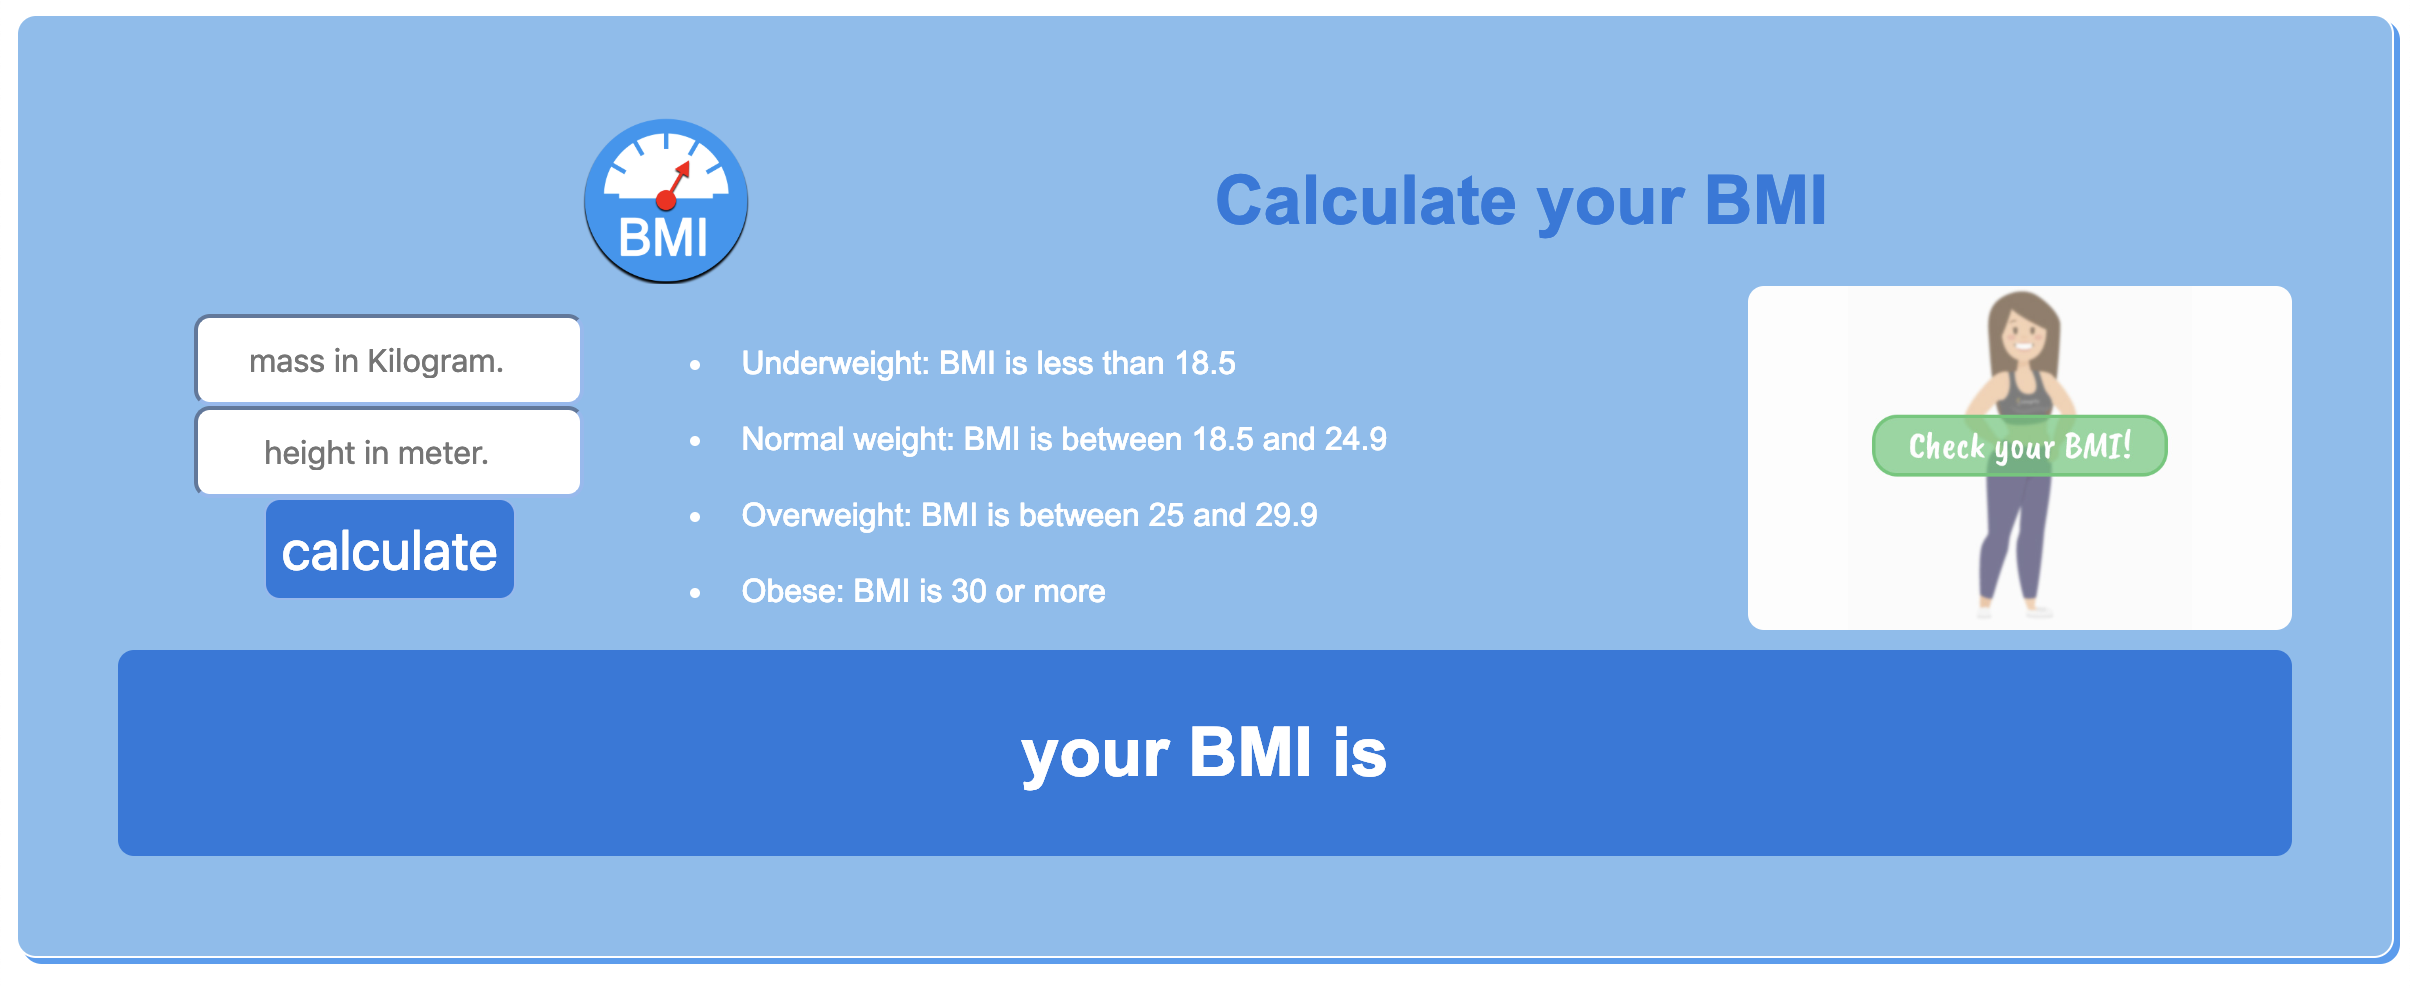 BMI
Calculate your BMI
mass in Kilogram.
height in meter.
calculate
• Underweight: BMI is less than 18.5
• Normal weight: BMI is between 18.5 and 24.9
• Overweight: BMI is between 25 and 29.9
• Obese: BMI is 30 or more
Check your BMI!
your BMI is